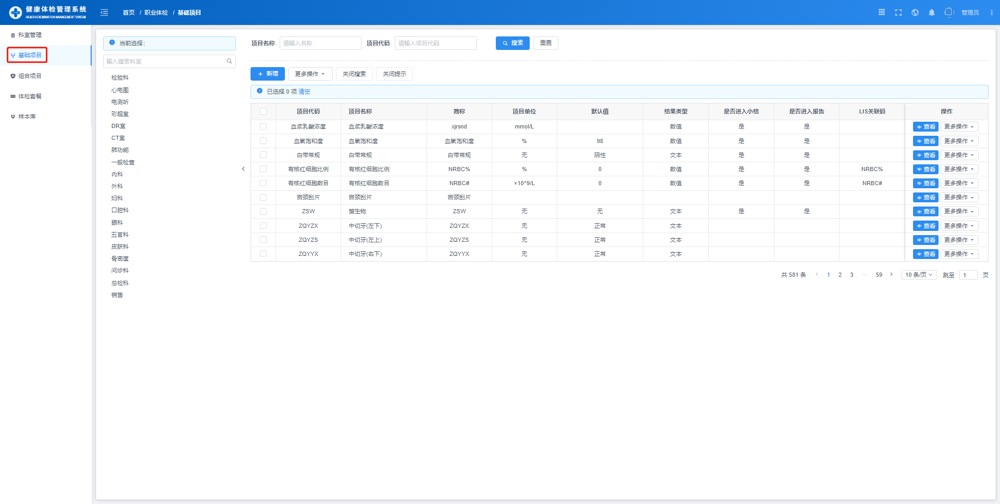 健康体检管理系统
HEALTH EXCMINATION MANAGEMENT SYSTEM
首页 / 职业体检 / 基础项目
管理员
科室管理
基础项目
组合项目
体检套餐
样本库
当前选择：
输入搜索科室
检验科
心电图
电测听
彩超室
DR室
CT室
肺功能
一般检查
内科
外科
妇科
口腔科
眼科
五官科
皮肤科
骨密度
问诊科
总检科
销售
项目名称 请输入名称 项目代码 请输入项目代码 搜索 重置
新增 更多操作 关闭搜索 关闭提示
已选择 0 项 清空
项目代码 项目名称 简称 项目单位 默认值 结果类型 是否进入小结 是否进入报告 LIS关联码 操作
血浆乳酸浓度 血浆乳酸浓度 xjrsnd mmol/L 数值 是 是 查看 更多操作
血氧饱和度 血氧饱和度 血氧饱和度 % 98 数值 是 是 查看 更多操作
白带常规 白带常规 白带常规 无 阴性 文本 是 是 查看 更多操作
有核红细胞比例 有核红细胞比例 NRBC% % 0 数值 是 是 NRBC% 查看 更多操作
有核红细胞数目 有核红细胞数目 NRBC# ×10^9/L 0 数值 是 是 NRBC# 查看 更多操作
宫颈刮片 宫颈刮片 宫颈刮片 查看 更多操作
ZSW 生物 ZSW 无 无 文本 是 是 查看 更多操作
ZQYZX 中切牙(左下) ZQYZX 无 正常 文本 查看 更多操作
ZQYZS 中切牙(左上) ZQYZS 无 正常 文本 查看 更多操作
ZQYYX 中切牙(右下) ZQYYX 无 正常 文本 查看 更多操作
共 581 条 1 2 3 ··· 59 10 条/页 跳至 1 页